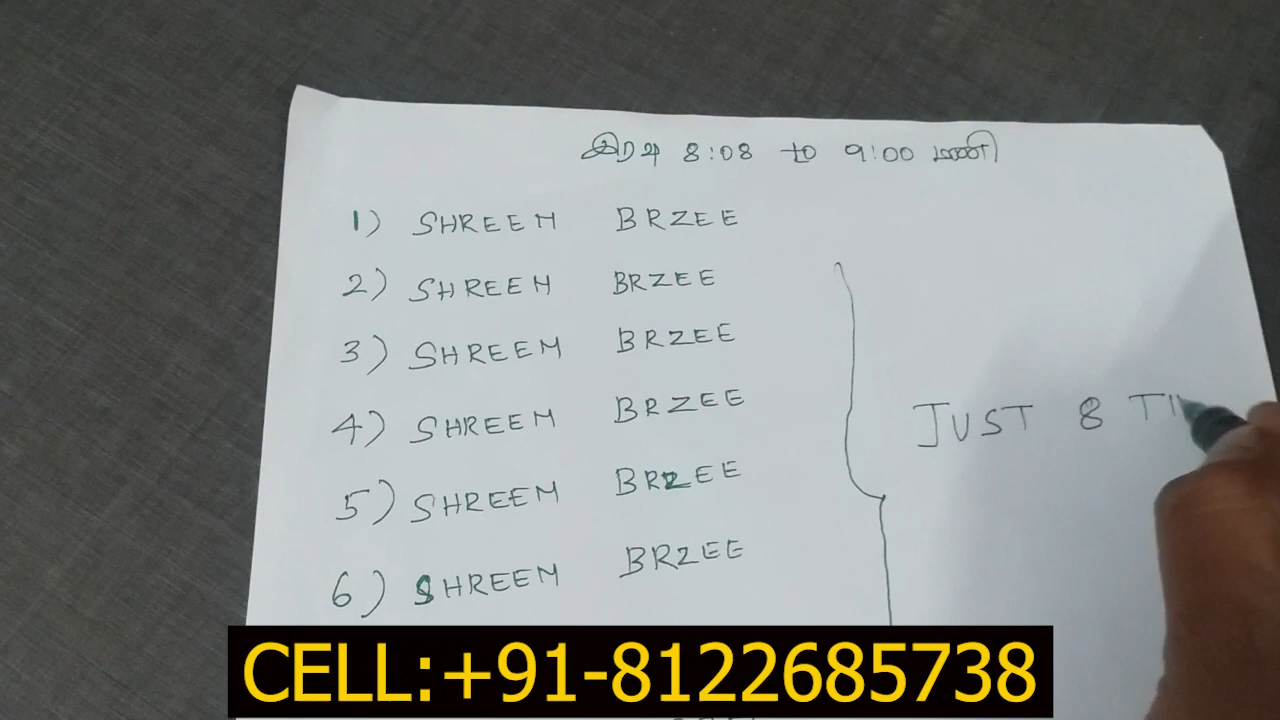 இரவு 8:08 to 9:00 மணி
1) SHREEM BRZEE
2) SHREEM BRZEE
3) SHREEM BRZEE
4) SHREEM BRZEE
5) SHREEM BRZEE
6) SHREEM BRZEE
JUST 8 TI
CELL:+91-8122685738